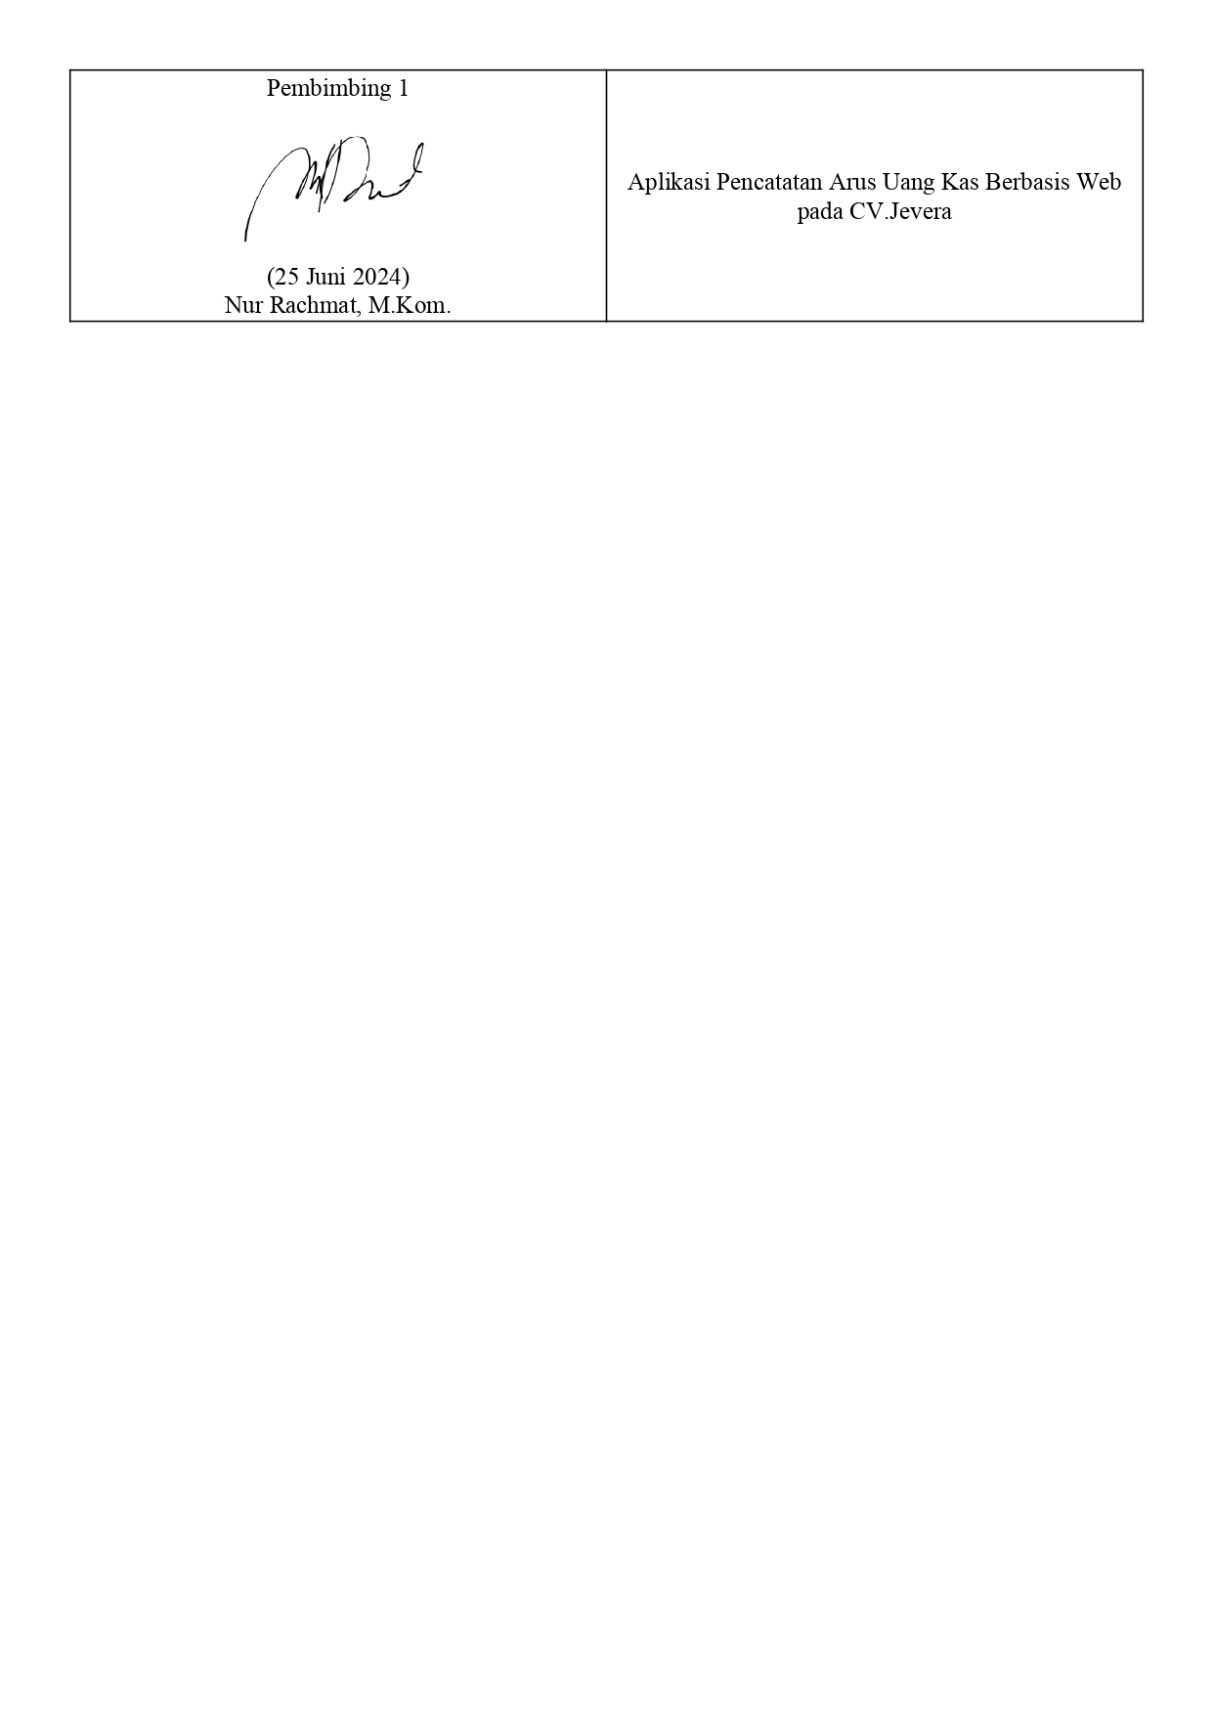 Pembimbing 1
(25 Juni 2024)
Nur Rachmat, M.Kom.
Aplikasi Pencatatan Arus Uang Kas Berbasis Web
pada CV.Jevera